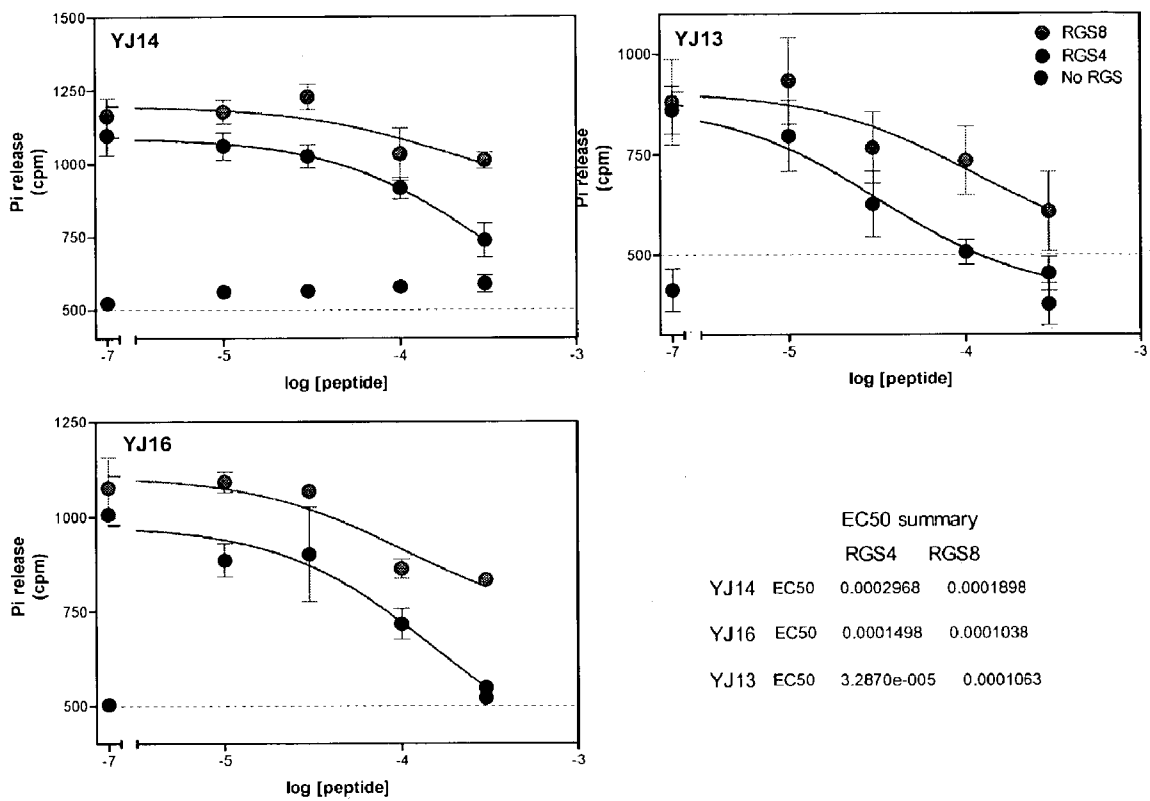 YJ14
1500
1250
1000
750
500
Pi release
(cpm)
-7
-5
-4
-3
log [peptide]
YJ13
RGS8
RGS4
No RGS
1000
750
500
Pi release
(cpm)
-7
-5
-4
-3
log [peptide]
YJ16
1250
1000
750
500
Pi release
(cpm)
-7
-5
-4
-3
log [peptide]
EC50 summary
RGS4 RGS8
YJ14 EC50 0.0002968 0.0001898
YJ16 EC50 0.0001498 0.0001038
YJ13 EC50 3.2870e-005 0.0001063